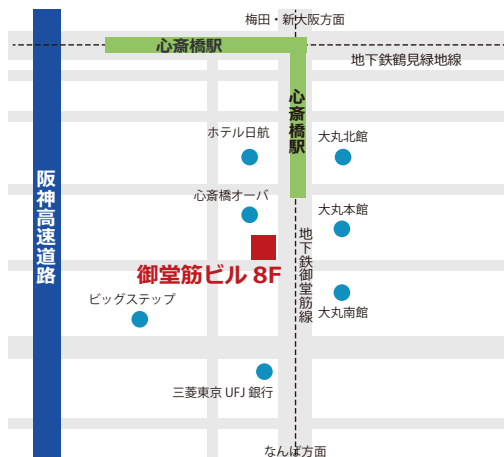 梅田・新大阪方面
心斎橋駅
地下鉄鶴見緑地線
心斎橋駅
ホテル日航
大丸北館
阪神高速道路
心斎橋オーパ
大丸本館
地下鉄御堂筋線
御堂筋ビル 8F
ビッグステップ
大丸南館
三菱東京 UFJ 銀行
なんば方面